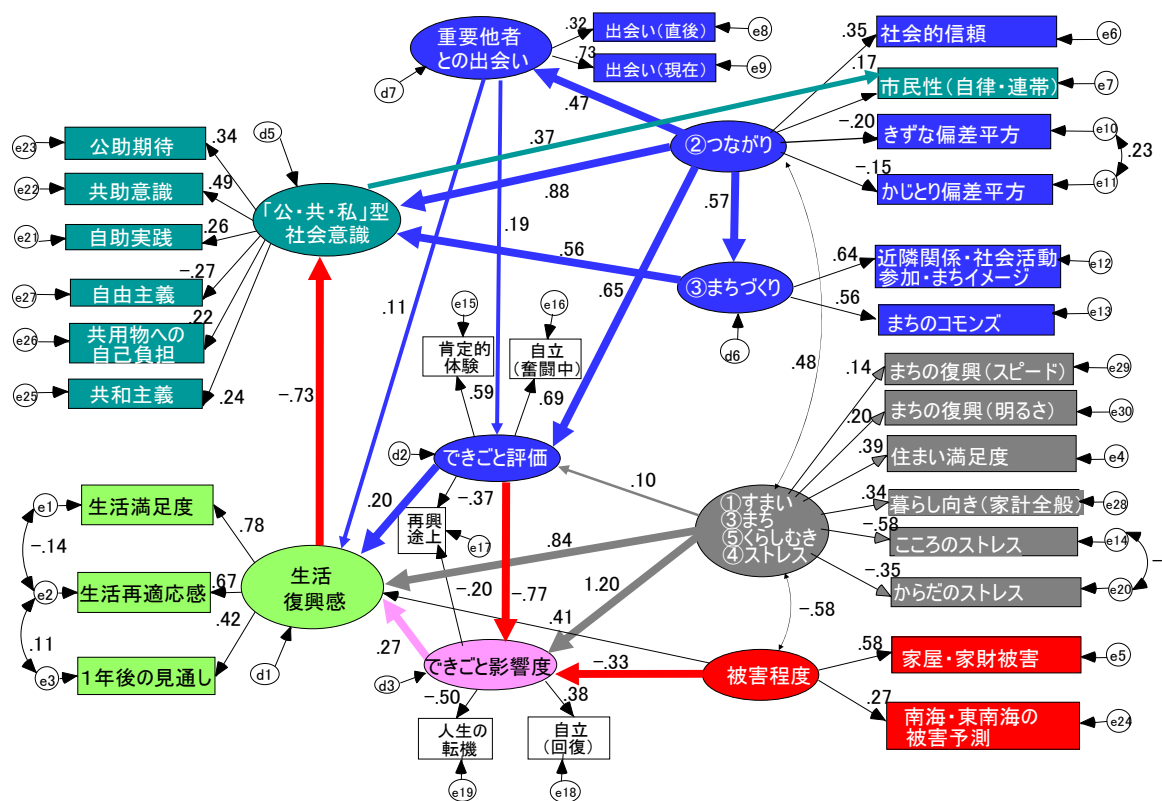 重要他者
との出会い
d7
.32
出会い(直後)
e8
.73
出会い(現在)
e9
.35
社会的信頼
e6
.17
市民性(自律・連帯)
e7
-.20
きずな偏差平方
e10
.23
-.15
かじとり偏差平方
e11
②つながり
.47
.37
.88
.57
.19
.65
.56
.11
.48
e23
公助期待
.34
d5
e22
共助意識
.49
e21
自助実践
.26
「公・共・私」型
社会意識
e27
自由主義
-.27
e26
共用物への
自己負担
.22
e25
共和主義
.24
-.73
③まちづくり
d6
.64
近隣関係・社会活動
参加・まちイメージ
e12
.56
まちのコモンズ
e13
e15
肯定的
体験
.59
e16
自立
(奮闘中)
.69
d2
できごと評価
-.37
再興
途上
e17
.20
.10
.84
-.20
-.77
1.20
.41
①すまい
③まち
⑤くらしむき
④ストレス
.14
まちの復興(スピード)
e29
.20
まちの復興(明るさ)
e30
.39
住まい満足度
e4
.34
暮らし向き(家計全般)
e28
-.58
こころのストレス
e14
-
-.35
からだのストレス
e20
-.58
e1
生活満足度
.78
-.14
e2
生活再適応感
.67
.11
e3
1年後の見通し
.42
生活
復興感
d1
.27
d3
できごと影響度
-.33
-.50
人生の
転機
e19
.38
自立
(回復)
e18
被害程度
.58
家屋・家財被害
e5
.27
南海・東南海の
被害予測
e24